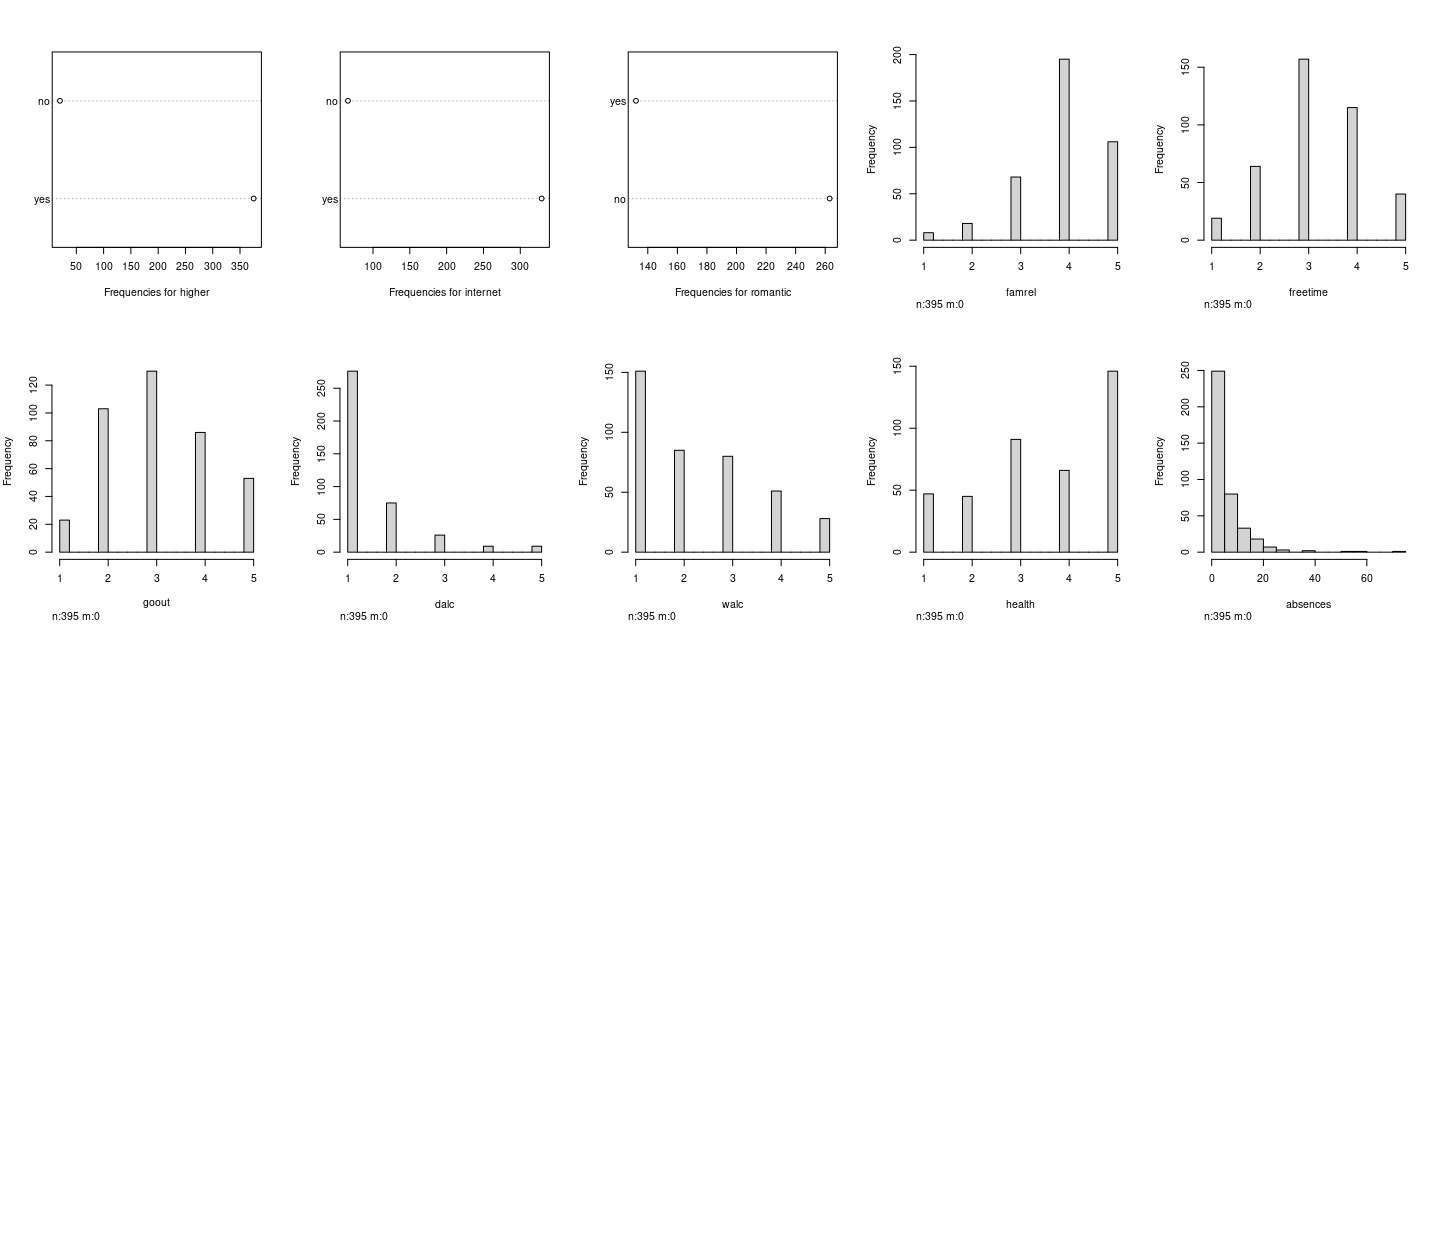 no
yes
50 100 150 200 250 300 350
Frequencies for higher
no
yes
100 150 200 250 300
Frequencies for internet
yes
no
140 160 180 200 220 240 260
Frequencies for romantic
Frequency
0 50 100 150 200
1 2 3 4 5
famrel
n:395 m:0
Frequency
0 50 100 150
1 2 3 4 5
freetime
n:395 m:0
Frequency
0 20 40 60 80 100 120
1 2 3 4 5
goout
n:395 m:0
Frequency
0 50 100 150 200 250
1 2 3 4 5
dalc
n:395 m:0
Frequency
0 50 100 150
1 2 3 4 5
walc
n:395 m:0
Frequency
0 50 100 150
1 2 3 4 5
health
n:395 m:0
Frequency
0 50 100 150 200 250
0 20 40 60
absences
n:395 m:0